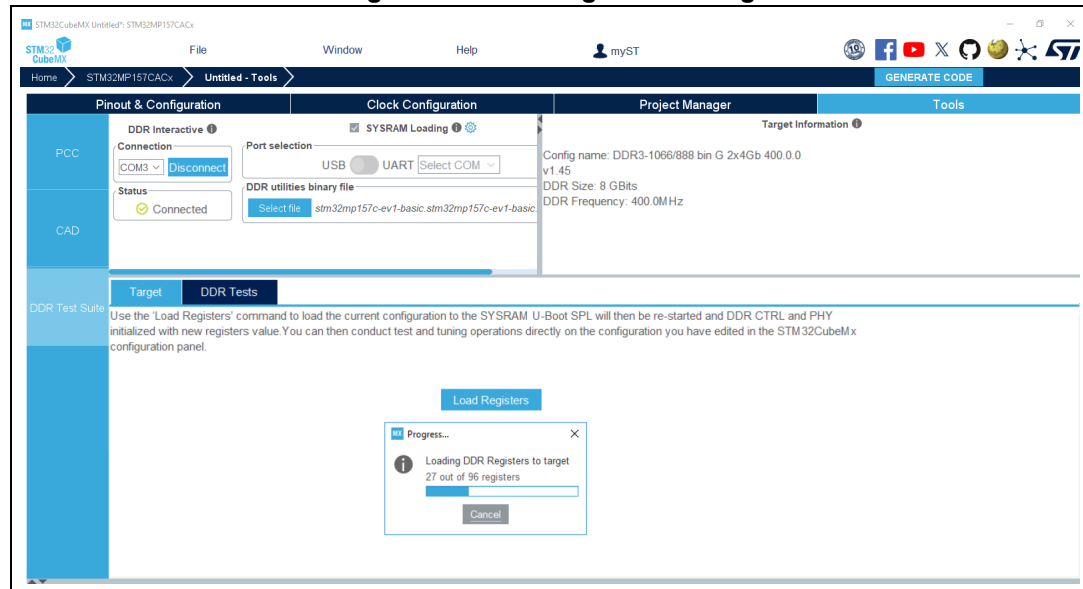 STM32CubeMX Untitled*: STM32MP157CACx
STM32 CubeMX
File Window Help myST
10
Home STM32MP157CACx Untitled - Tools GENERATE CODE
Pinout & Configuration Clock Configuration Project Manager Tools
PCC
CAD
DDR Test Suite
DDR Interactive
SYSRAM Loading
Connection
COM3 Disconnect
Status
Connected
Port selection
USB UART Select COM
DDR utilities binary file
Select file stm32mp157c-ev1-basic.stm32mp157c-ev1-basic.
Target Information
Config name: DDR3-1066/888 bin G 2x4Gb 400.0.0
v1.45
DDR Size: 8 GBits
DDR Frequency: 400.0MHz
Target DDR Tests
Use the 'Load Registers' command to load the current configuration to the SYSRAM U-Boot SPL will then be re-started and DDR CTRL and PHY
initialized with new registers value.You can then conduct test and tuning operations directly on the configuration you have edited in the STM32CubeMx
configuration panel.
Load Registers
MX Progress...
Loading DDR Registers to target
27 out of 96 registers
Cancel